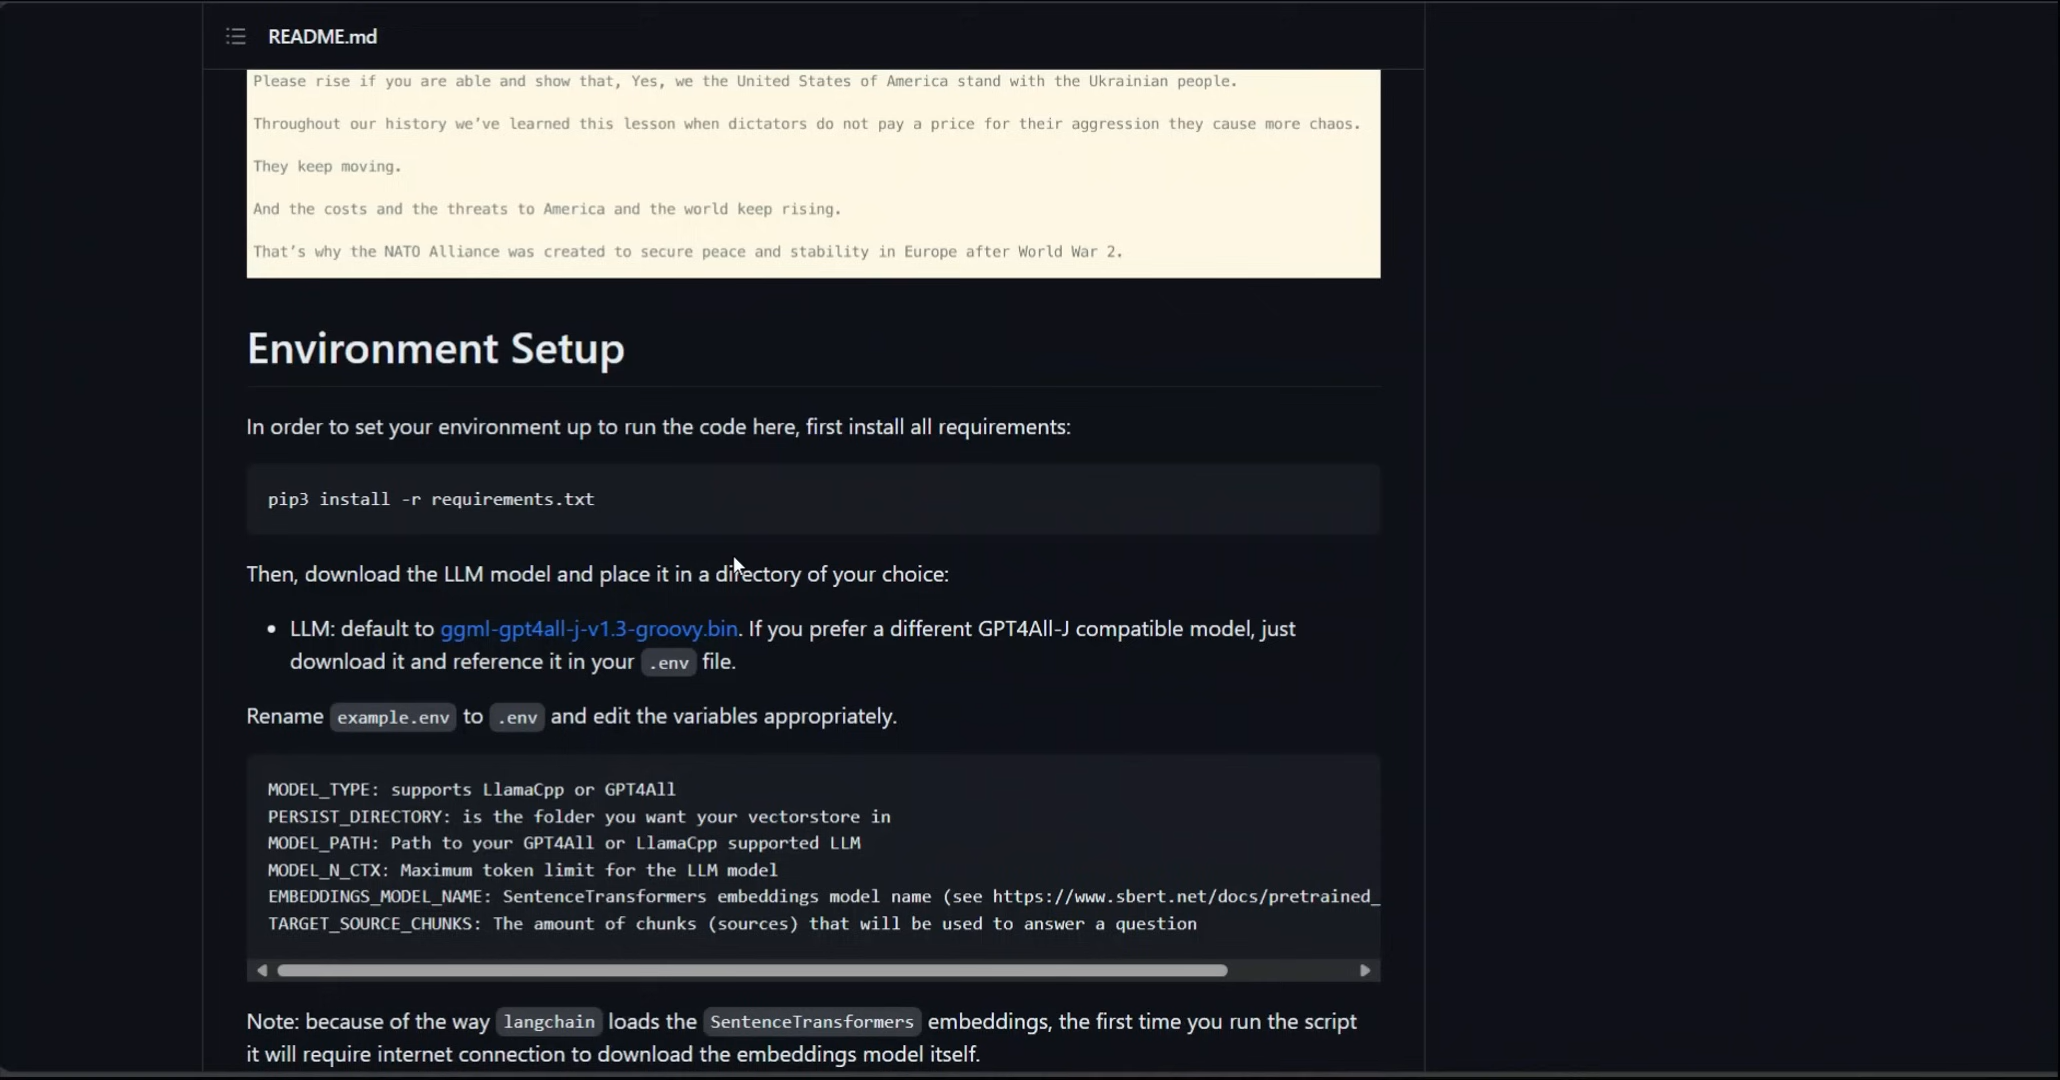 README.md
Please rise if you are able and show that, Yes, we the United States of America stand with the Ukrainian people.
Throughout our history we’ve learned this lesson when dictators do not pay a price for their aggression they cause more chaos.
They keep moving.
And the costs and the threats to America and the world keep rising.
That’s why the NATO Alliance was created to secure peace and stability in Europe after World War 2.
Environment Setup
In order to set your environment up to run the code here, first install all requirements:
pip3 install -r requirements.txt
Then, download the LLM model and place it in a directory of your choice:
• LLM: default to ggml-gpt4all-j-v1.3-groovy.bin. If you prefer a different GPT4All-J compatible model, just
download it and reference it in your .env file.
Rename example.env to .env and edit the variables appropriately.
MODEL_TYPE: supports LlamaCpp or GPT4All
PERSIST_DIRECTORY: is the folder you want your vectorstore in
MODEL_PATH: Path to your GPT4All or LlamaCpp supported LLM
MODEL_N_CTX: Maximum token limit for the LLM model
EMBEDDINGS_MODEL_NAME: SentenceTransformers embeddings model name (see https://www.sbert.net/docs/pretrained_
TARGET_SOURCE_CHUNKS: The amount of chunks (sources) that will be used to answer a question
Note: because of the way langchain loads the SentenceTransformers embeddings, the first time you run the script
it will require internet connection to download the embeddings model itself.